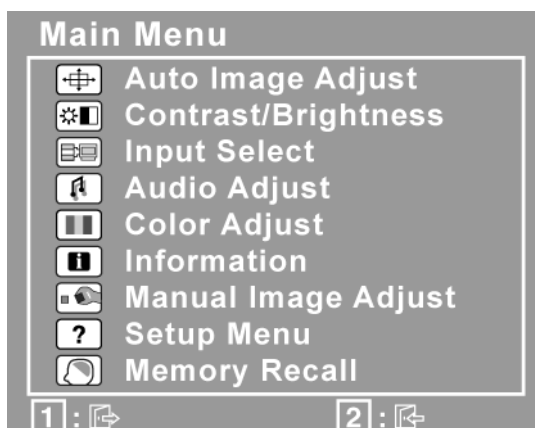 Main Menu
Auto Image Adjust
Contrast/Brightness
Input Select
Audio Adjust
Color Adjust
Information
Manual Image Adjust
? Setup Menu
Memory Recall
1 : 2 :